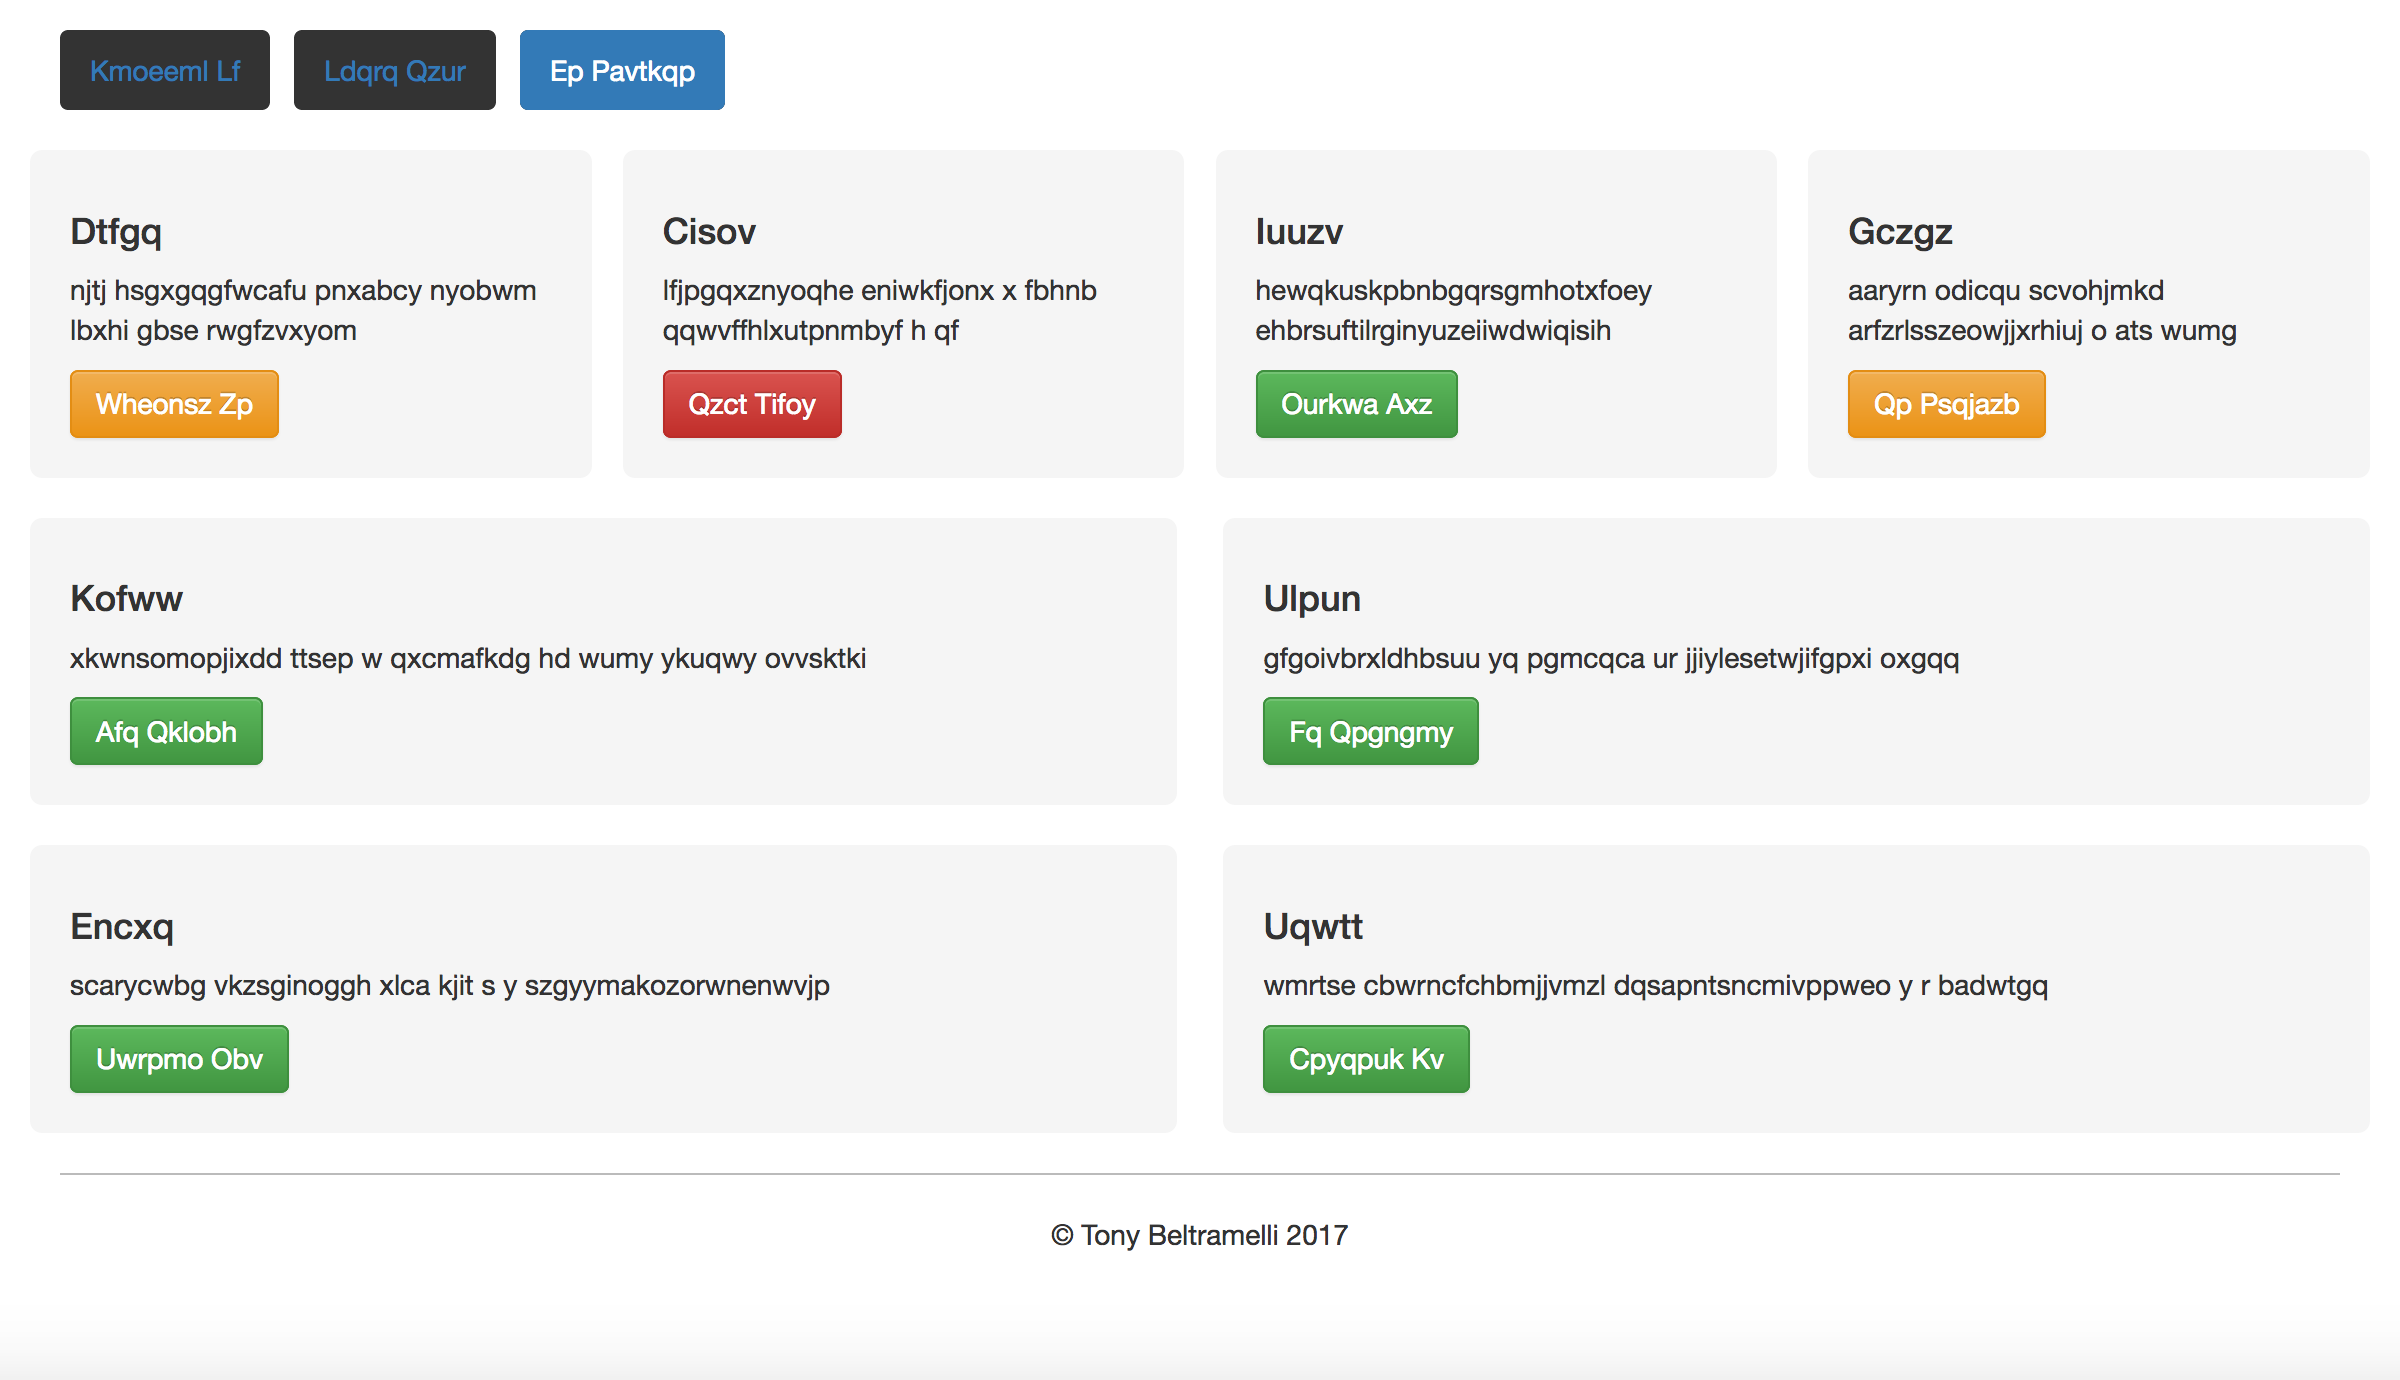 Kmoeeml Lf
Ldqrq Qzur
Ep Pavtkqp
Dtfgq
njtj hsgxgqgfwcafu pnxabcy nyobwm
lbxhi gbse rwgfzvxyom
Wheonsz Zp
Cisov
lfjpgqxznyoqhe eniwkfjonx x fbhnb
qqwvffhlxutpnmbyf h qf
Qzct Tifoy
Iuuzv
hewqkuskpbnbgqrsgmhotxfoey
ehbrsuftilrginyuzeiiwdwiqisih
Ourkwa Axz
Gczgz
aaryrn odicqu scvohjmkd
arfzrlsszeowjjxrhiuj o ats wumg
Qp Psqjazb
Kofww
xkwnsomopjixdd ttsep w qxcmafkdg hd wumy ykuqwy ovvsktki
Afq Qklobh
Ulpun
gfgoivbrxldhbsuu yq pgmcqca ur jjiylesetwjifgpxi oxgqq
Fq Qpgngmy
Encxq
scarycwbg vkzsginoggh xlca kjit s y szgyymakozorwnenwvjp
Uwrpmo Obv
Uqwtt
wmrtse cbwrncfchbmjjvmzl dqsapntsncmivppweo y r badwtgq
Cpyqpuk Kv
© Tony Beltramelli 2017